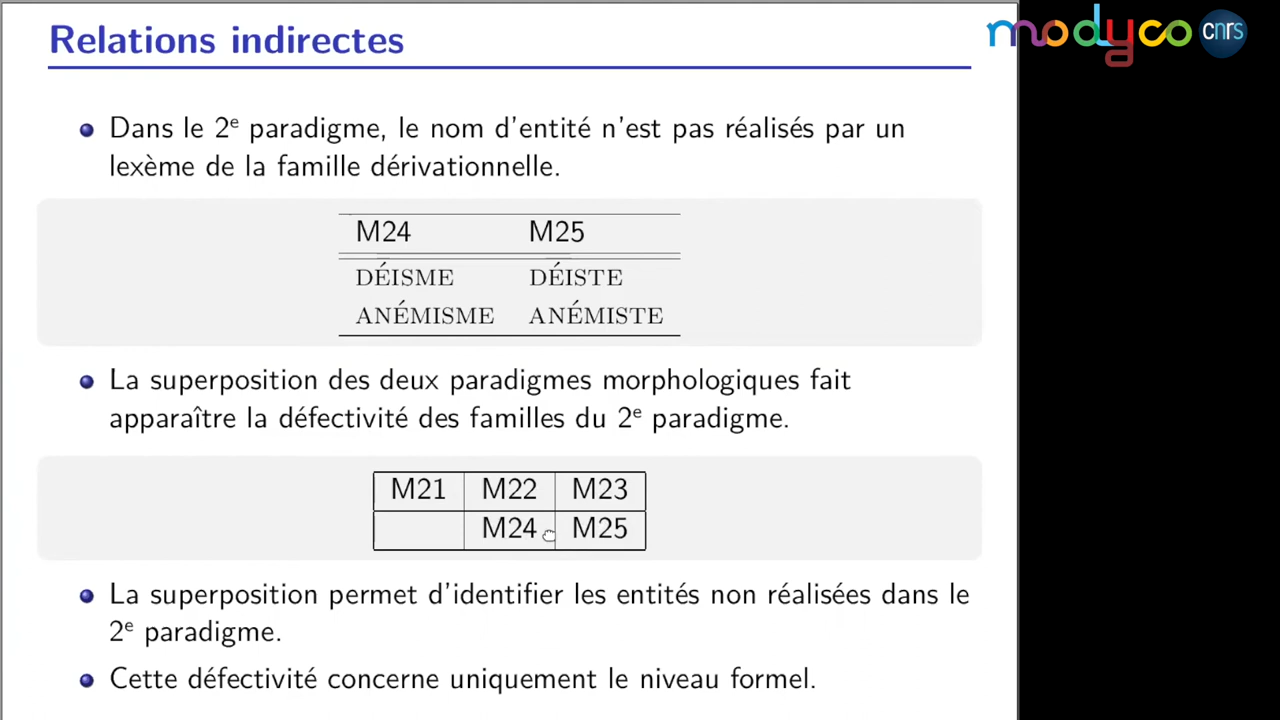 Relations indirectes
modyco cnrs
Dans le 2e paradigme, le nom d'entité n'est pas réalisés par un
lexème de la famille dérivationnelle.
M24 M25
DÉISME DÉISTE
ANÉMISME ANÉMISTE
La superposition des deux paradigmes morphologiques fait
apparaître la défectivité des familles du 2e paradigme.
M21 M22 M23
M24 M25
La superposition permet d'identifier les entités non réalisées dans le
2e paradigme.
Cette défectivité concerne uniquement le niveau formel.